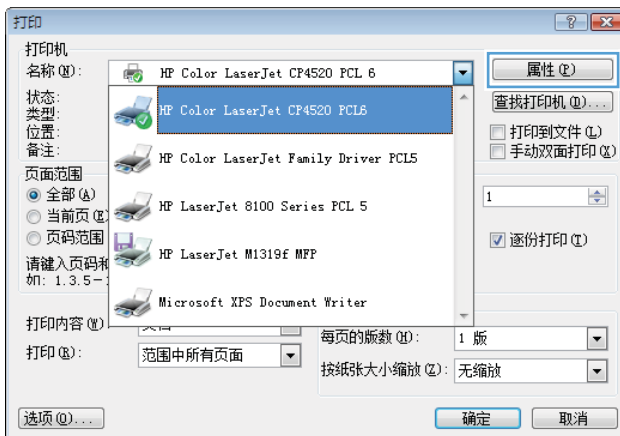 打印
打印机
名称(N):
HP Color LaserJet CP4520 PCL 6
属性(P)
状态:
类型:
位置:
备注:
HP Color LaserJet CP4520 PCL6
HP Color LaserJet Family Driver PCL5
HP LaserJet 8100 Series PCL 5
HP LaserJet M1319f MFP
Microsoft XPS Document Writer
查找打印机(D)...
打印到文件(L)
手动双面打印(X)
页面范围
全部(A)
当前页(E)
页码范围
请键入页码和
如: 1.3.5-
1
逐份打印(T)
打印内容(W)
打印(R):
范围中所有页面
每页的版数(H):
1 版
按纸张大小缩放(Z):
无缩放
选项(O)...
确定
取消